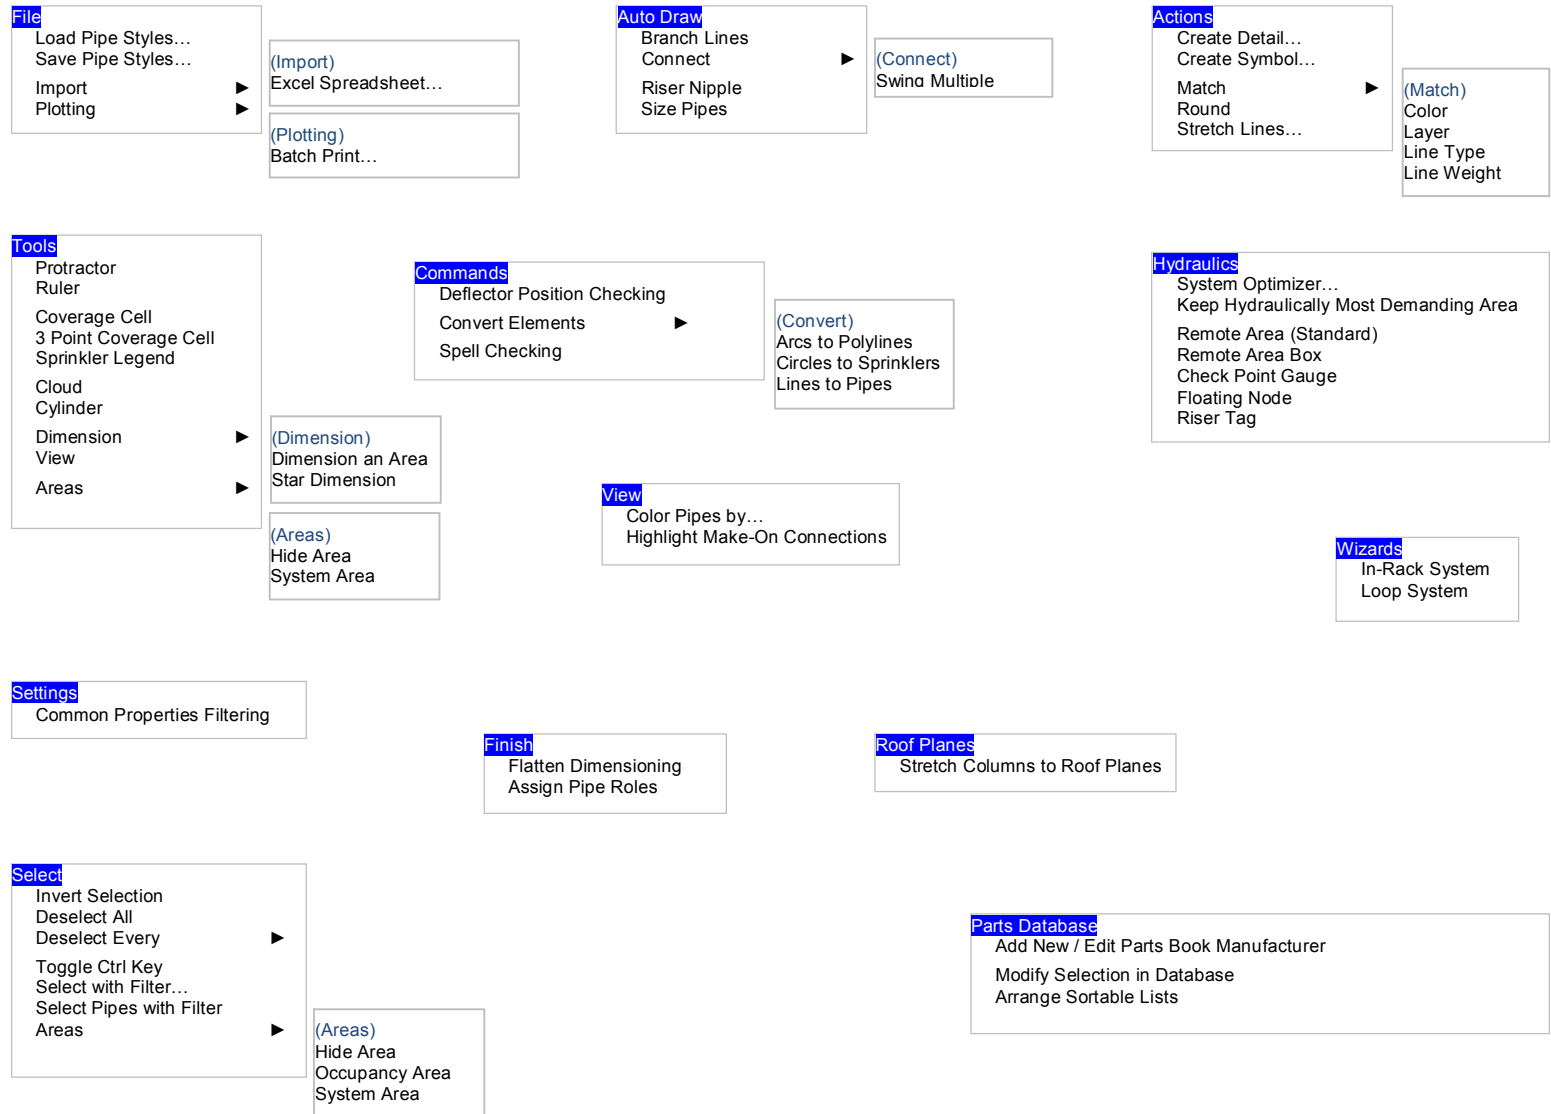 File
Load Pipe Styles…
Save Pipe Styles…
Import ►
Plotting ►
(Import)
Excel Spreadsheet…
(Plotting)
Batch Print…
Auto Draw
Branch Lines
Connect ►
Riser Nipple
Size Pipes
(Connect)
Swing Multiple
Actions
Create Detail…
Create Symbol…
Match ►
Round
Stretch Lines…
(Match)
Color
Layer
Line Type
Line Weight
Tools
Protractor
Ruler
Coverage Cell
3 Point Coverage Cell
Sprinkler Legend
Cloud
Cylinder
Dimension ►
View
Areas ►
(Dimension)
Dimension an Area
Star Dimension
(Areas)
Hide Area
System Area
Commands
Deflector Position Checking
Convert Elements ►
Spell Checking
(Convert)
Arcs to Polylines
Circles to Sprinklers
Lines to Pipes
Hydraulics
System Optimizer…
Keep Hydraulically Most Demanding Area
Remote Area (Standard)
Remote Area Box
Check Point Gauge
Floating Node
Riser Tag
View
Color Pipes by…
Highlight Make-On Connections
Wizards
In-Rack System
Loop System
Settings
Common Properties Filtering
Finish
Flatten Dimensioning
Assign Pipe Roles
Roof Planes
Stretch Columns to Roof Planes
Select
Invert Selection
Deselect All
Deselect Every ►
Toggle Ctrl Key
Select with Filter…
Select Pipes with Filter
Areas ►
(Areas)
Hide Area
Occupancy Area
System Area
Parts Database
Add New / Edit Parts Book Manufacturer
Modify Selection in Database
Arrange Sortable Lists